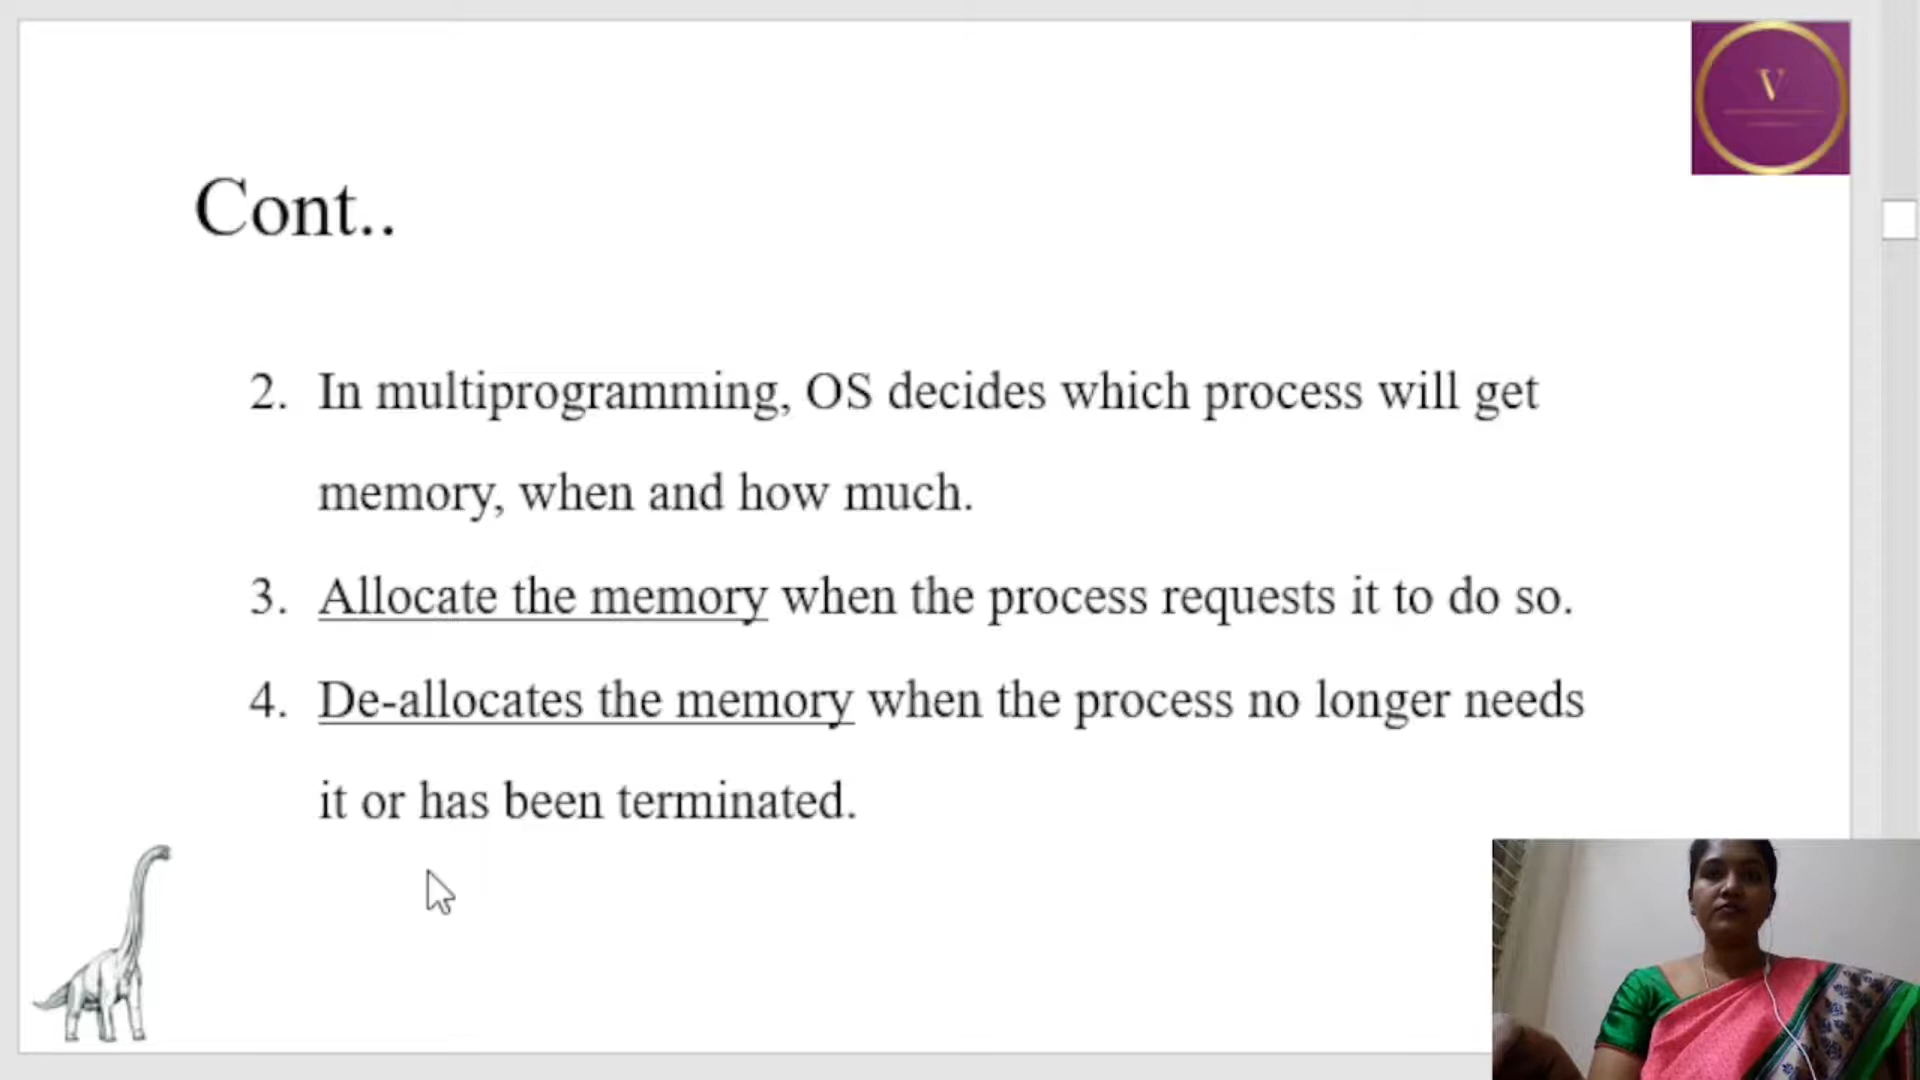 V
Cont..
2. In multiprogramming, OS decides which process will get
memory, when and how much.
3. Allocate the memory when the process requests it to do so.
4. De-allocates the memory when the process no longer needs
it or has been terminated.